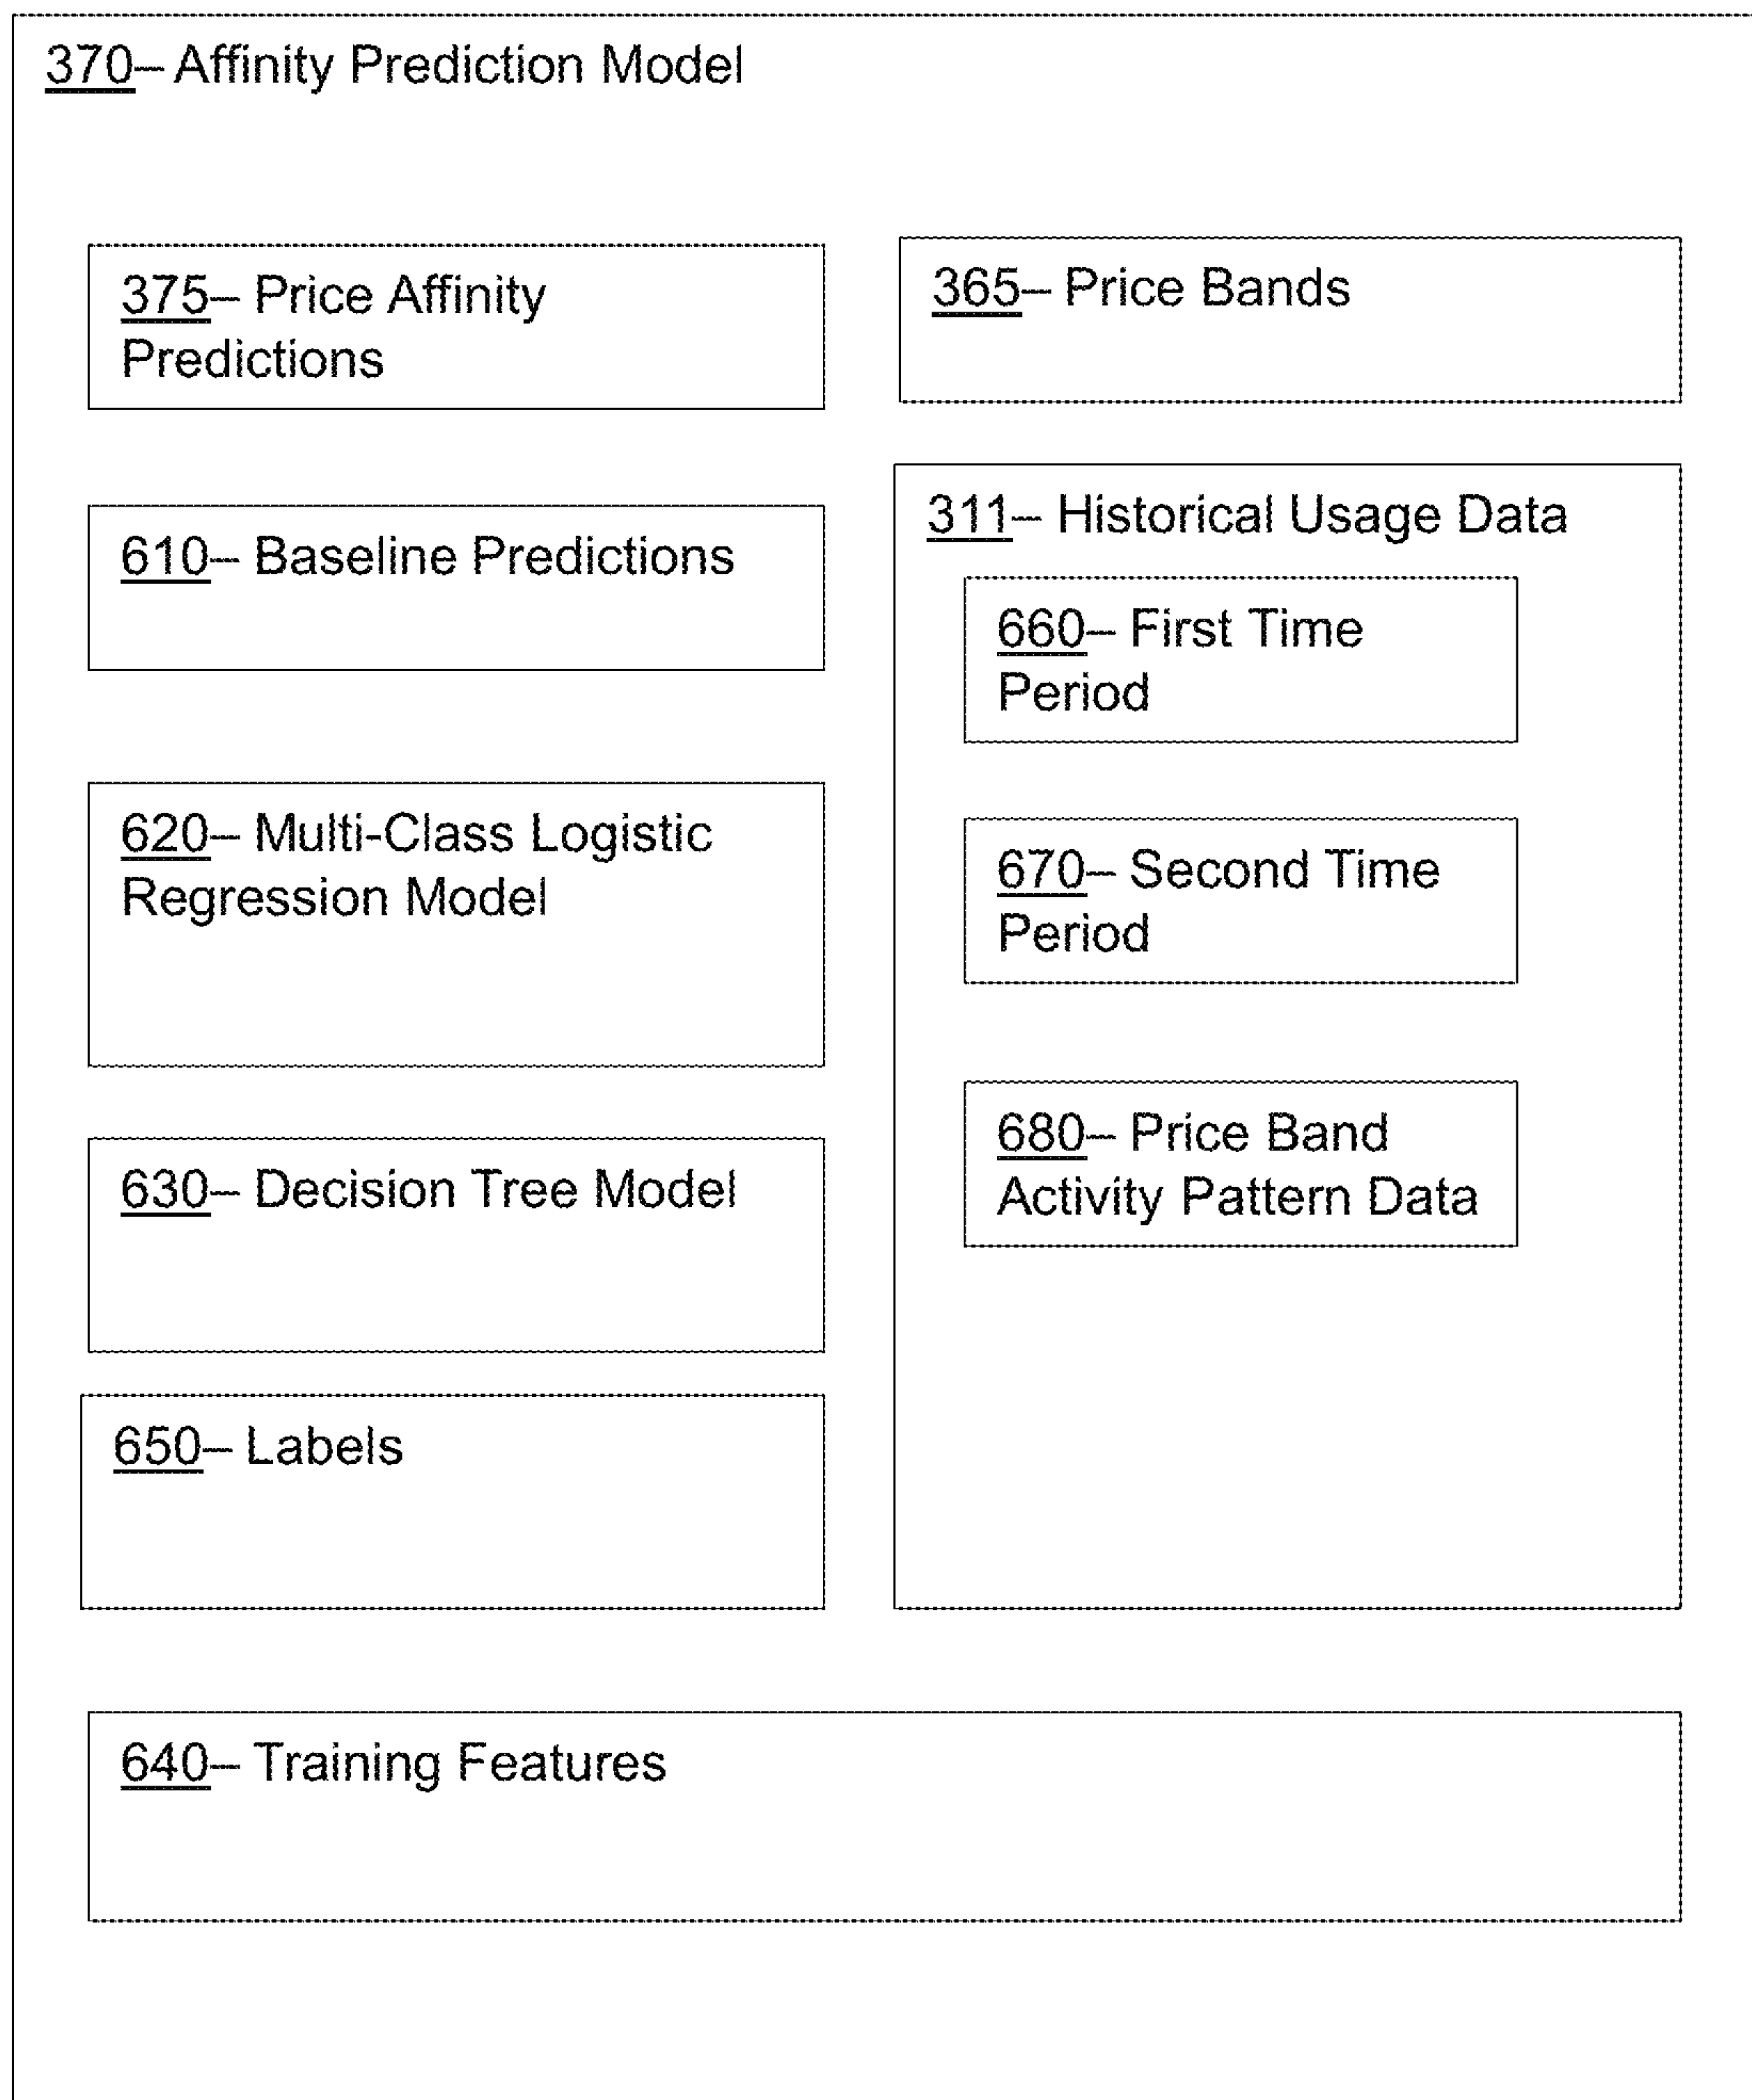 370– Affinity Prediction Model
375– Price Affinity
Predictions
365– Price Bands
610– Baseline Predictions
620– Multi-Class Logistic
Regression Model
630– Decision Tree Model
650– Labels
311– Historical Usage Data
660– First Time
Period
670– Second Time
Period
680– Price Band
Activity Pattern Data
640– Training Features